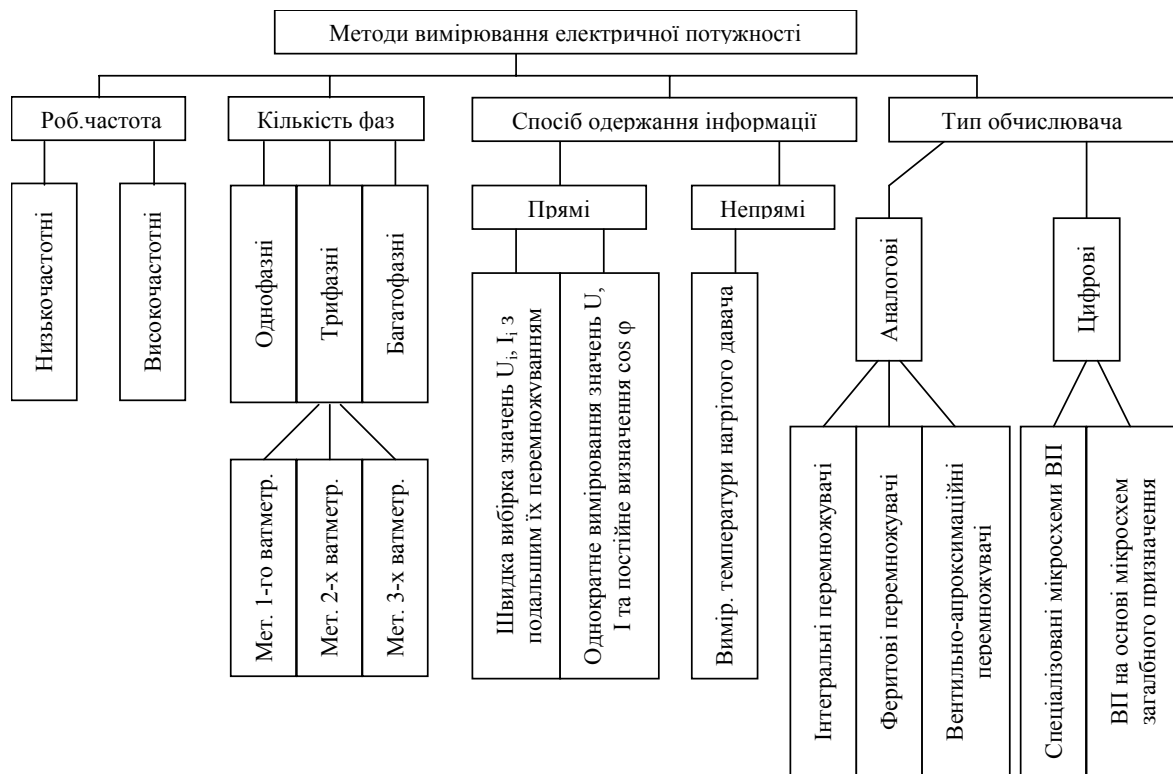 Методи вимірювання електричної потужності
Роб.частота
Кількість фаз
Спосіб одержання інформації
Тип обчислювача
Низькочастотні
Високочастотні
Однофазні
Трифазні
Багатофазні
Прямі
Непрямі
Аналогові
Цифрові
Мет. 1-го ватметр.
Мет. 2-х ватметр.
Мет. 3-х ватметр.
Швидка вибірка значень Ui, Ii з
подальшим їх перемножуванням
Однократне вимірювання значень U,
I та постійне визначення cos φ
Вимір. температури нагрітого давача
Інтегральні перемножувачі
Феритові перемножувачі
Вентильно-апроксимаційні
перемножувачі
Спеціалізовані мікросхеми ВП
ВП на основі мікросхем
загалбного призначення